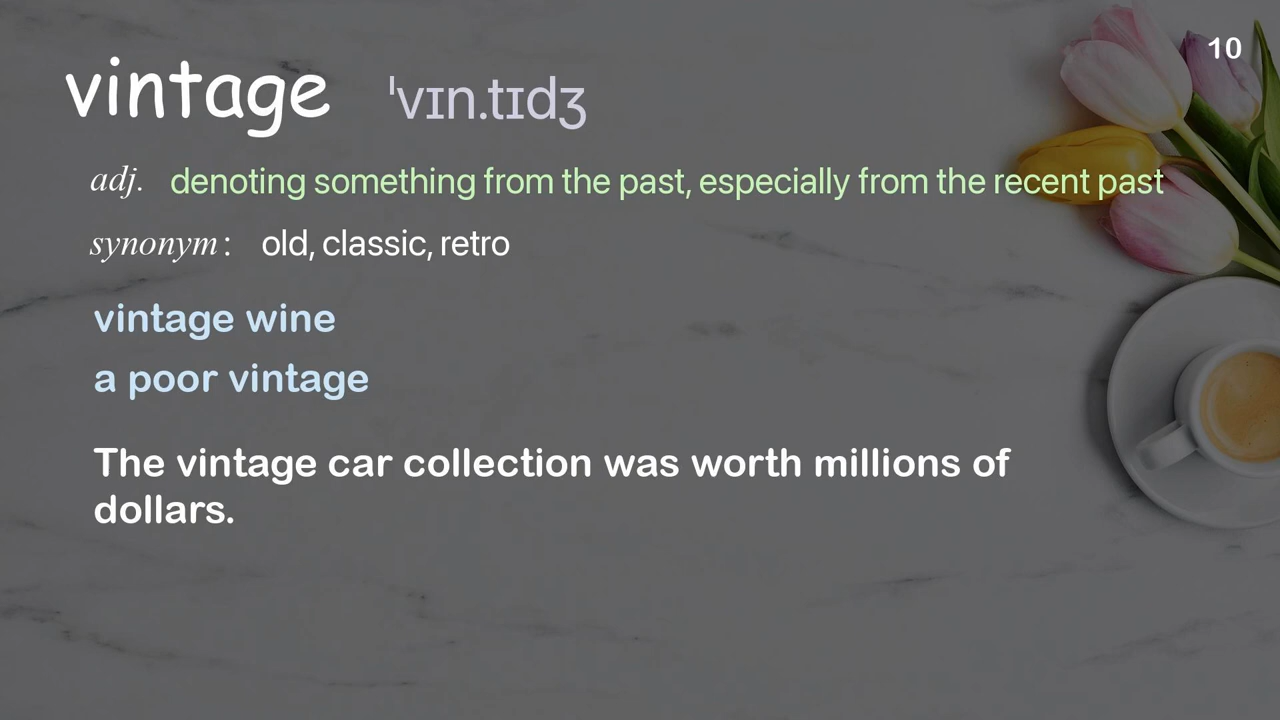 10
vintage ˈvɪn.tɪdʒ
adj. denoting something from the past, especially from the recent past
synonym: old, classic, retro
vintage wine
a poor vintage
The vintage car collection was worth millions of
dollars.